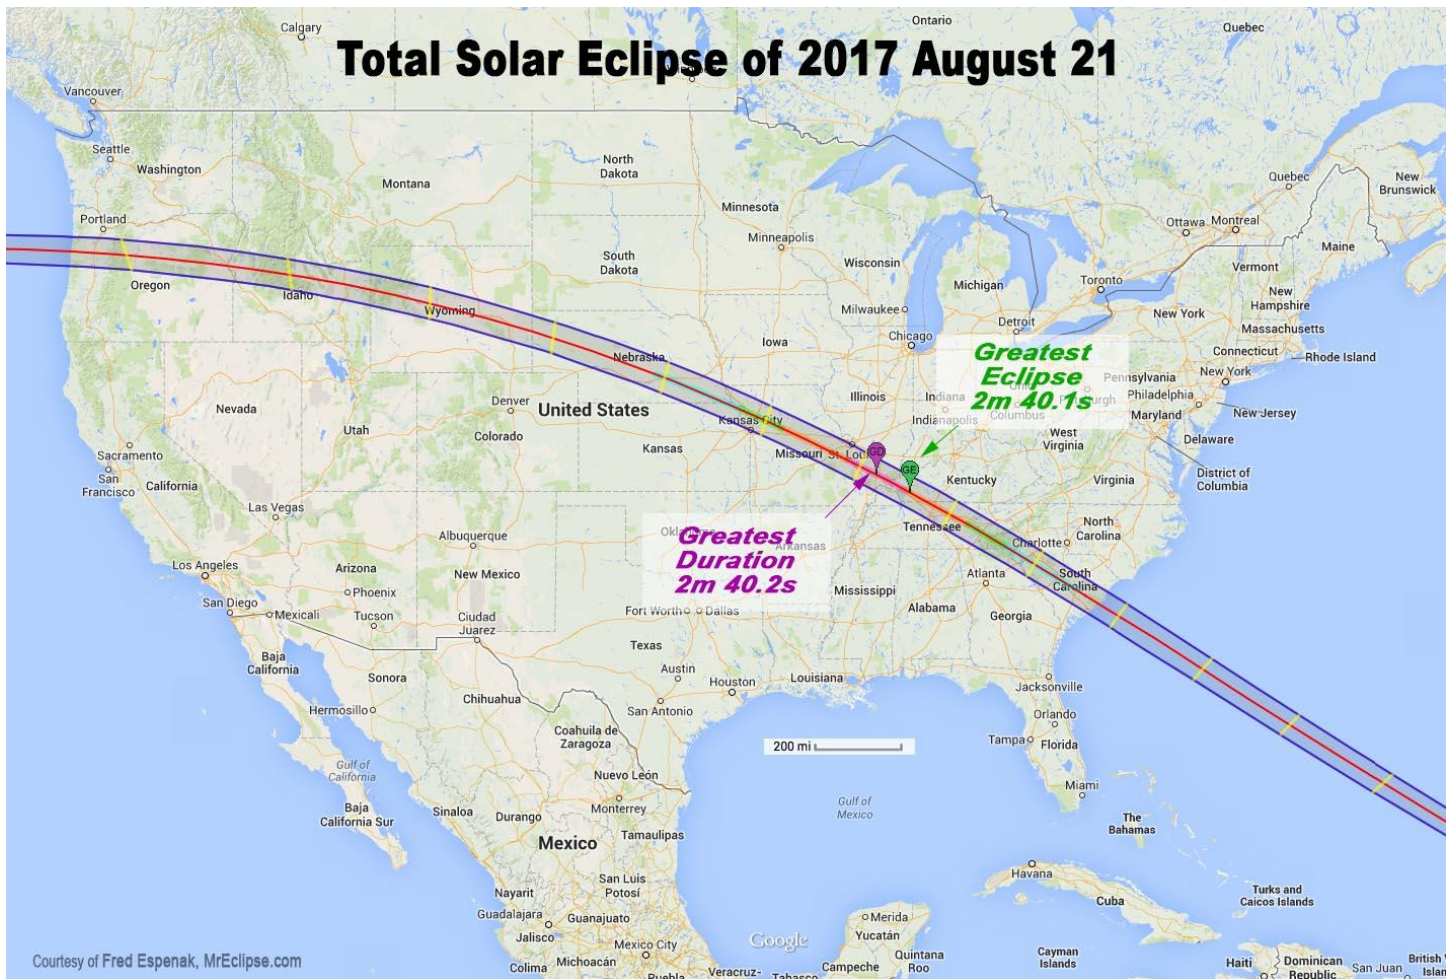 Total Solar Eclipse of 2017 August 21
Calgary
Ontario
Quebec
Vancouver
Seattle
Washington
North
Dakota
Montana
Quebec
New
Brunswick
Minnesota
Portland
Ottawa
Montreal
Minneapolis
Maine
South
Dakota
Wisconsin
Vermont
Oregon
Idaho
Michigan
Toronto
New
Hampshire
Wyoming
Milwaukee
New York
Detroit
Massachusetts
Iowa
Chicago
Connecticut
Rhode Island
Nebraska
Greatest
Eclipse
2m 40.1s
Pennsylvania
New York
Philadelphia
Illinois
Indiana
Indianapolis
Columbus
Maryland
New Jersey
Nevada
Denver
United States
Kansas City
Utah
Colorado
West
Virginia
Delaware
Sacramento
Kansas
Missouri
District of
Columbia
San
Francisco
California
GD
GE
Kentucky
Virginia
Las Vegas
Tennessee
North
Carolina
Albuquerque
Greatest
Duration
2m 40.2s
Arkansas
Charlotte
Los Angeles
Arizona
New Mexico
Atlanta
South
Carolina
Phoenix
Mississippi
San Diego
Mexicali
Tucson
Ciudad
Juarez
Fort Worth
Dallas
Alabama
Georgia
Texas
Baja
California
Sonora
Austin
Louisiana
Chihuahua
Houston
Jacksonville
Hermosillo
San Antonio
Orlando
Coahuila de
Zaragoza
Tampa
Florida
200 mi
Gulf of
California
Nuevo León
Miami
Baja
California Sur
Sinaloa
Durango
Monterrey
Gulf of
Mexico
The
Bahamas
Tamaulipas
Mexico
Havana
San Luis
Potosí
Nayarit
Cuba
Turks and
Caicos Islands
Guadalajara
Guanajuato
Merida
Yucatán
Jalisco
Mexico City
Google
Quintana
Roo
Cayman
Islands
Courtesy of Fred Espenak, MrEclipse.com
Colima
Michoacán
Veracruz-
Campeche
Haiti
Dominican
Republic
San Juan